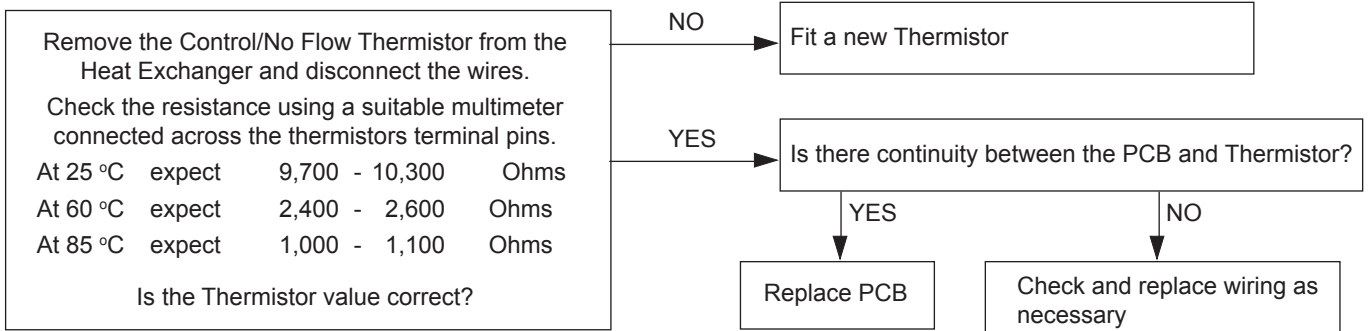 Remove the Control/No Flow Thermistor from the
Heat Exchanger and disconnect the wires.
Check the resistance using a suitable multimeter
connected across the thermistors terminal pins.
At 25 °C expect 9,700 - 10,300 Ohms
At 60 °C expect 2,400 - 2,600 Ohms
At 85 °C expect 1,000 - 1,100 Ohms
Is the Thermistor value correct?
NO
Fit a new Thermistor
YES
Is there continuity between the PCB and Thermistor?
YES
NO
Replace PCB
Check and replace wiring as
necessary